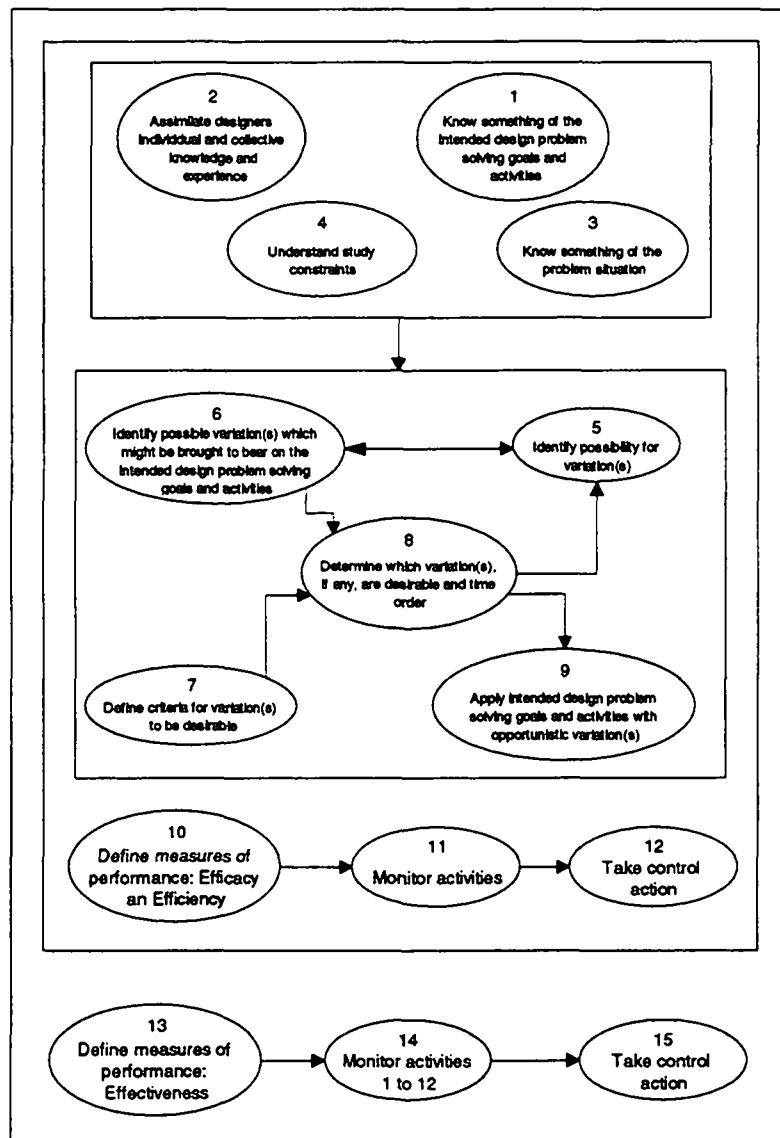 2
Assimilate designers
individdual and collective
knowledge and
experience
1
Know something of the
intended design problem
solving goals and
activities
4
Understand study
constraints
3
Know something of the
problem situation
6
Identify possible variation(s) which
might be brought to bear on the
intended design problem solving
goals and activities
5
Identify possibility for
variation(s)
8
Determine which variation(s),
if any, are desirable and time
order
7
Define criteria for variation(s)
to be desirable
9
Apply intended design problem
solving goals and activities with
opportunistic variation(s)
10
Define measures of
performance: Efficacy
an Efficiency
11
Monitor activities
12
Take control
action
13
Define measures of
performance:
Effectiveness
14
Monitor activities
1 to 12
15
Take control
action